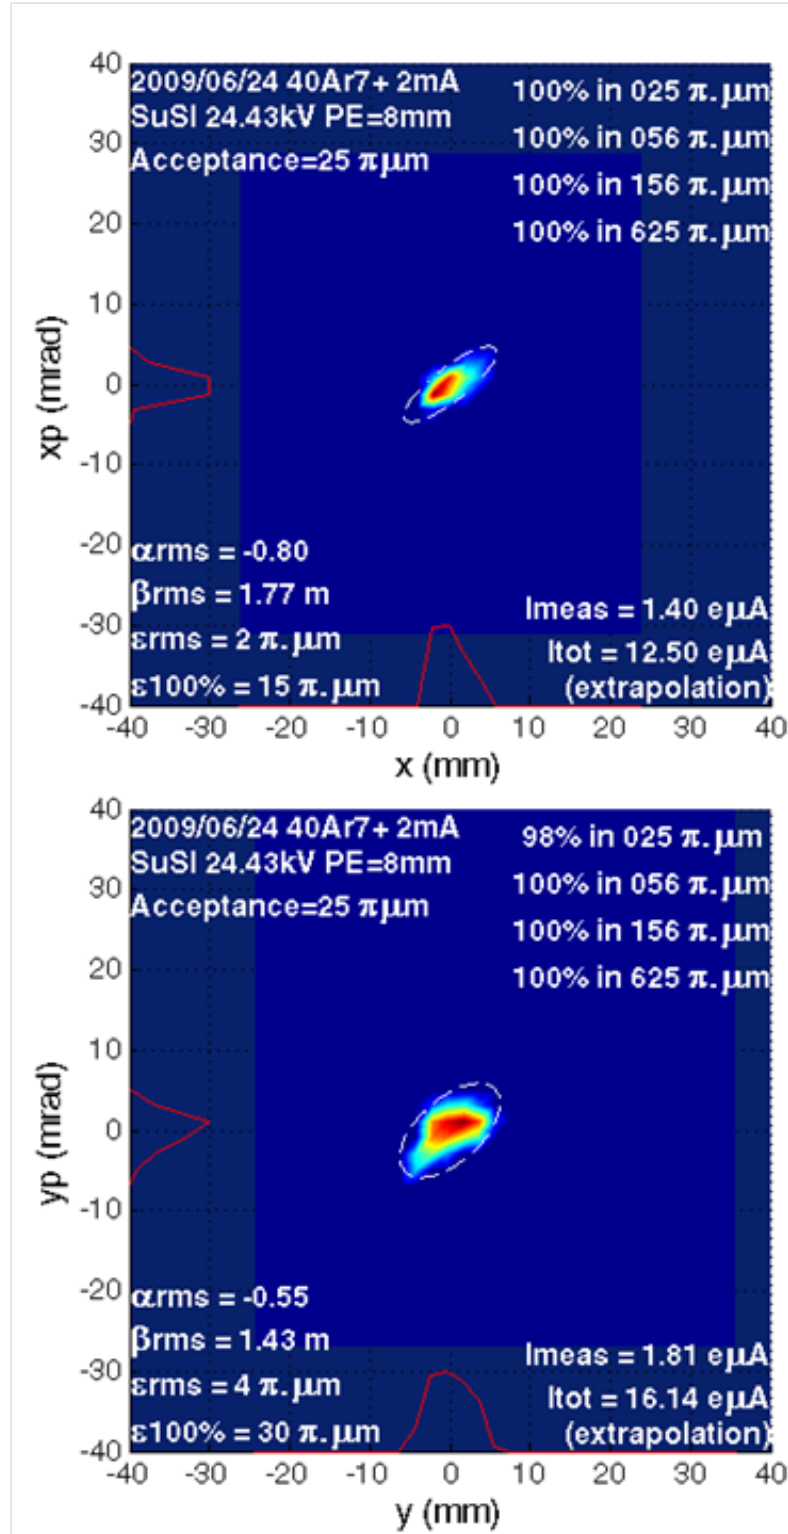 2009/06/24 40Ar7+ 2mA
SuSI 24.43kV PE=8mm
Acceptance=25 π μm
100% in 025 π.μm
100% in 056 π.μm
100% in 156 π.μm
100% in 625 π.μm
40
30
20
10
0
-10
-20
-30
-40
xp (mrad)
αrms = -0.80
βrms = 1.77 m
εrms = 2 π.μm
ε100% = 15 π.μm
Imeas = 1.40 eμA
Itot = 12.50 eμA
(extrapolation)
-40 -30 -20 -10 0 10 20 30 40
x (mm)
2009/06/24 40Ar7+ 2mA
SuSI 24.43kV PE=8mm
Acceptance=25 π μm
98% in 025 π.μm
100% in 056 π.μm
100% in 156 π.μm
100% in 625 π.μm
40
30
20
10
0
-10
-20
-30
-40
yp (mrad)
αrms = -0.55
βrms = 1.43 m
εrms = 4 π.μm
ε100% = 30 π.μm
Imeas = 1.81 eμA
Itot = 16.14 eμA
(extrapolation)
-40 -30 -20 -10 0 10 20 30 40
y (mm)